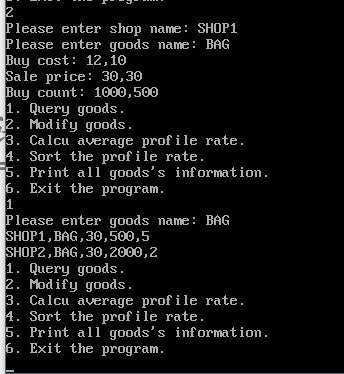 2
Please enter shop name: SHOP1
Please enter goods name: BAG
Buy cost: 12,10
Sale price: 30,30
Buy count: 1000,500
1. Query goods.
2. Modify goods.
3. Calcu average profile rate.
4. Sort the profile rate.
5. Print all goods's information.
6. Exit the program.
1
Please enter goods name: BAG
SHOP1,BAG,30,500,5
SHOP2,BAG,30,2000,2
1. Query goods.
2. Modify goods.
3. Calcu average profile rate.
4. Sort the profile rate.
5. Print all goods's information.
6. Exit the program.